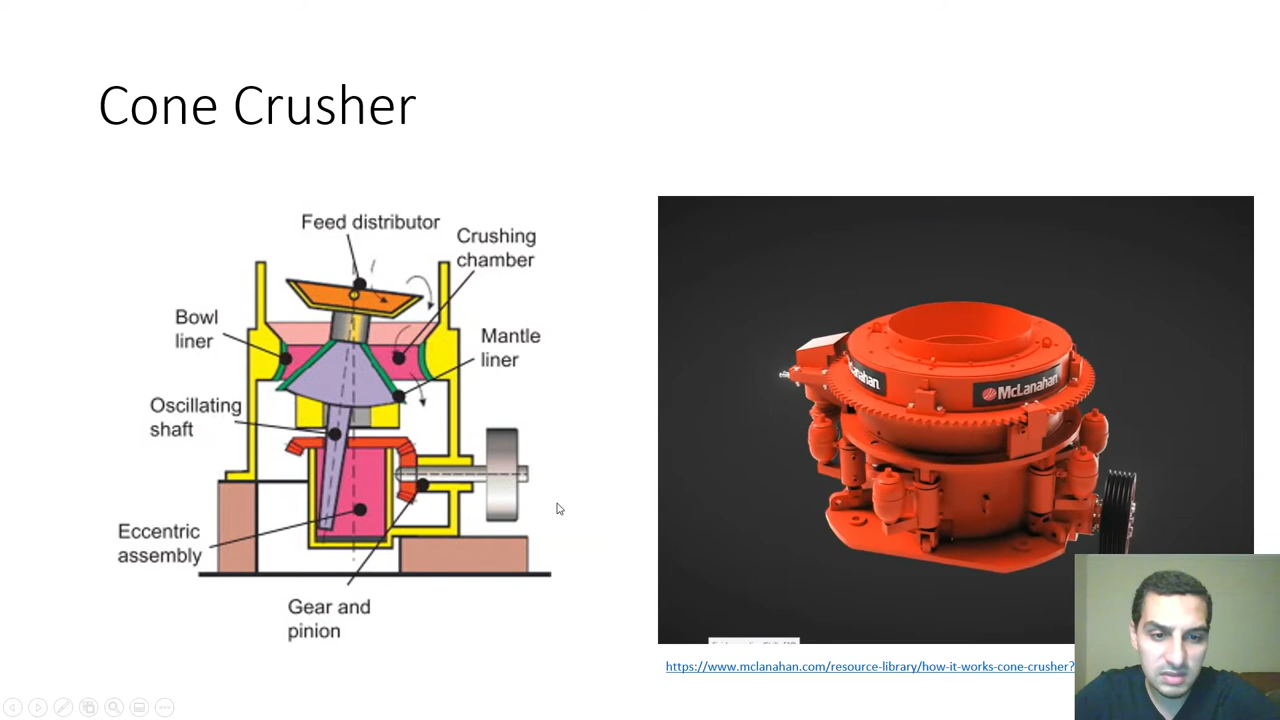 Cone Crusher
Feed distributor
Crushing
chamber
Bowl
liner
Mantle
liner
Oscillating
shaft
Eccentric
assembly
Gear and
pinion
McLanahan
https://www.mclanahan.com/resource-library/how-it-works-cone-crusher?